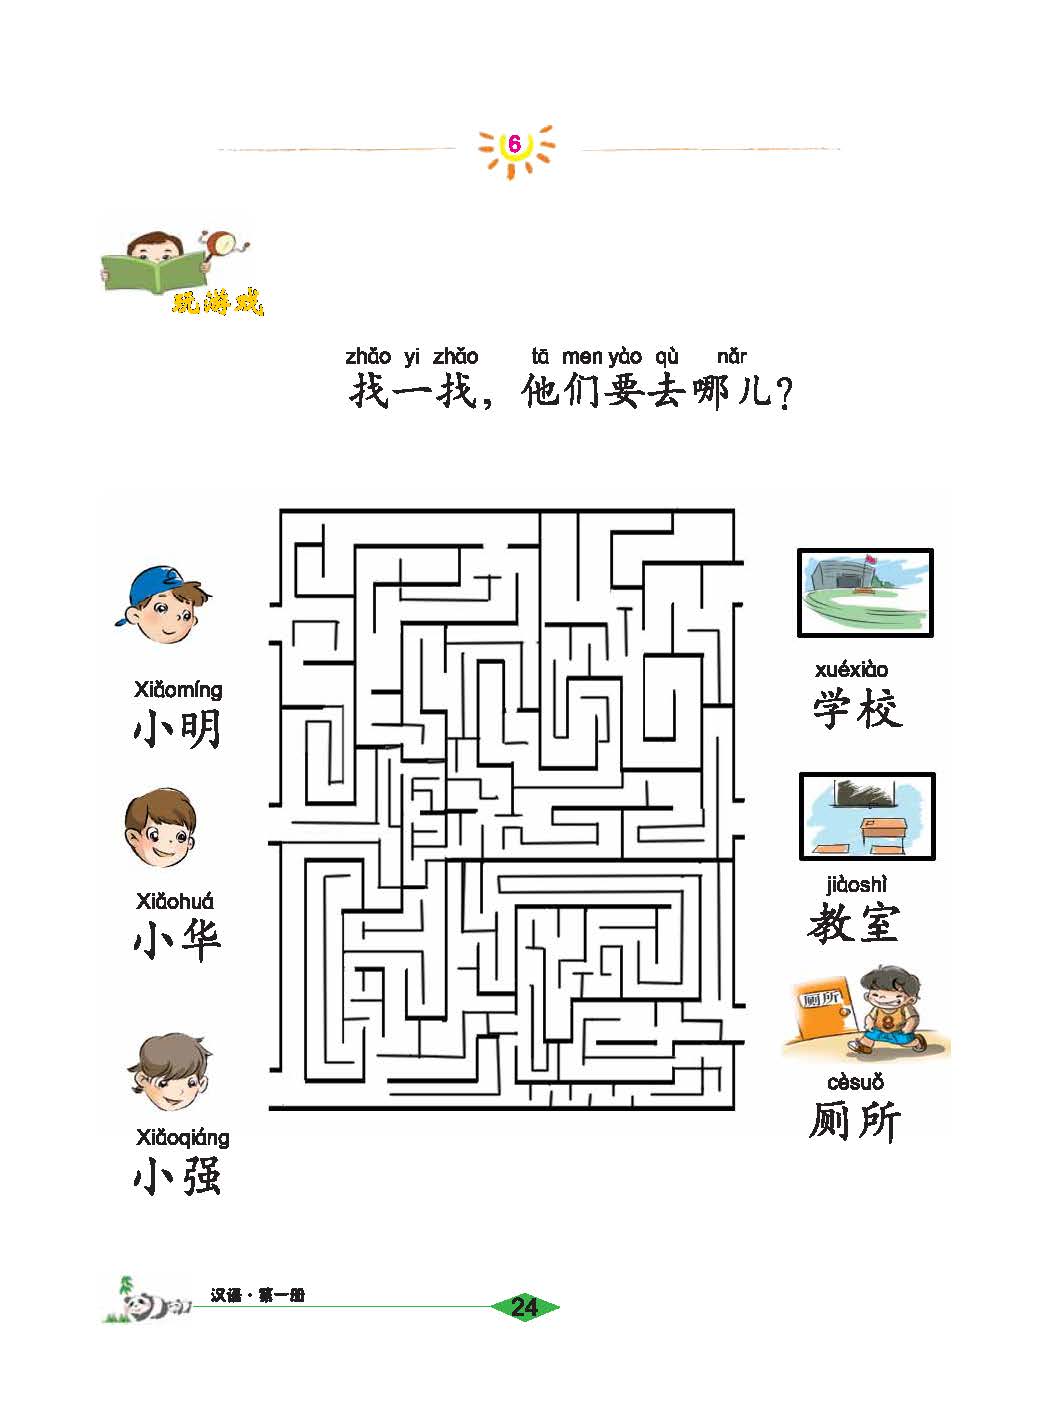 6
玩游戏
zhǎo yi zhǎo tā men yào qù nǎr
找一找，他们要去哪儿？
Xiǎomíng
小明
xuéxiào
学校
Xiǎohuá
小华
jiàoshì
教室
厕所
Xiǎoqiáng
小强
cèsuǒ
厕所
汉语·第一册
24